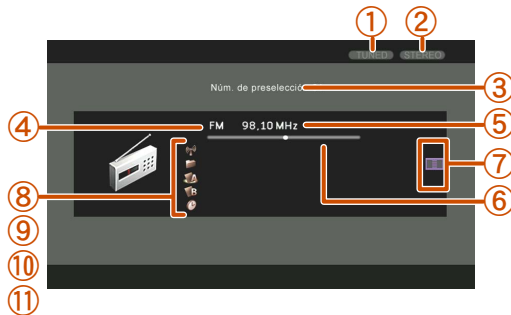 ① ②
TUNED STEREO
Núm. de preselección
③
④ FM 98,10 MHz ⑤
⑦
⑧ B ⑥
⑨
⑩
⑪